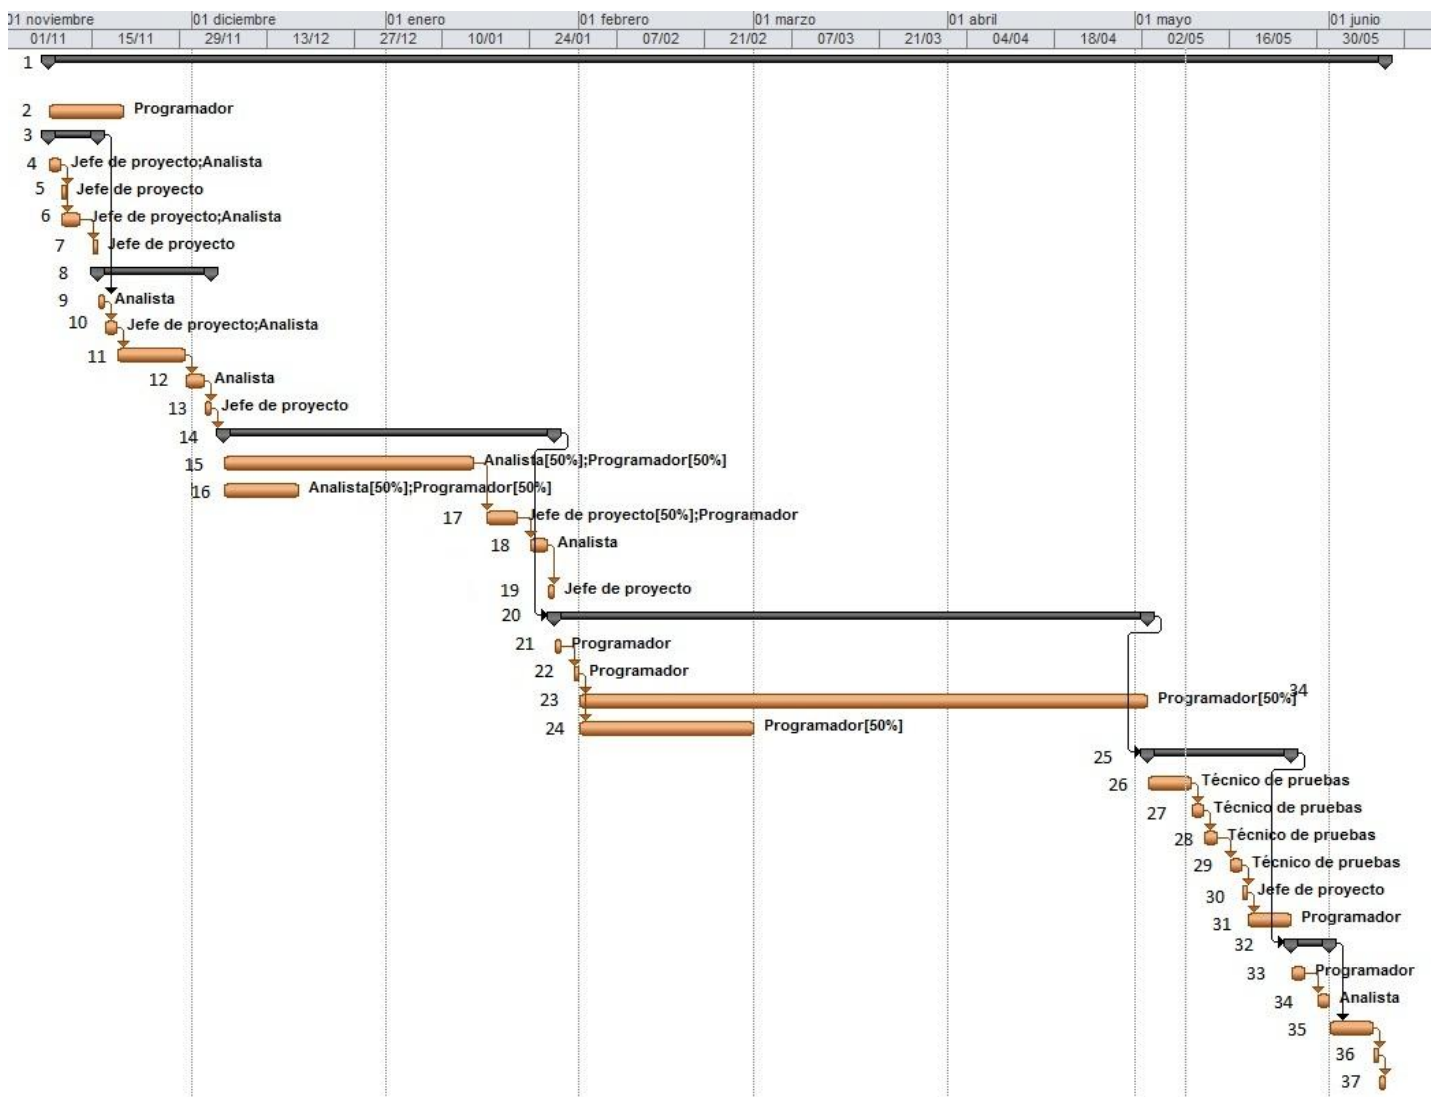 01 noviembre 01 diciembre 01 enero 01 febrero 01 marzo 01 abril 01 mayo 01 junio
01/11 15/11 29/11 13/12 27/12 10/01 24/01 07/02 21/02 07/03 21/03 04/04 18/04 02/05 16/05 30/05
1
2 Programador
3
4 Jefe de proyecto;Analista
5 Jefe de proyecto
6 Jefe de proyecto;Analista
7 Jefe de proyecto
8
9 Analista
10 Jefe de proyecto;Analista
11
12 Analista
13 Jefe de proyecto
14
15 Analista[50%];Programador[50%]
16 Analista[50%];Programador[50%]
17 Jefe de proyecto[50%];Programador
18 Analista
19 Jefe de proyecto
20
21 Programador
22 Programador
34
23 Programador[50%]
24 Programador[50%]
25
26 Técnico de pruebas
27 Técnico de pruebas
28 Técnico de pruebas
29 Técnico de pruebas
30 Jefe de proyecto
31 Programador
32
33 Programador
34 Analista
35
36
37